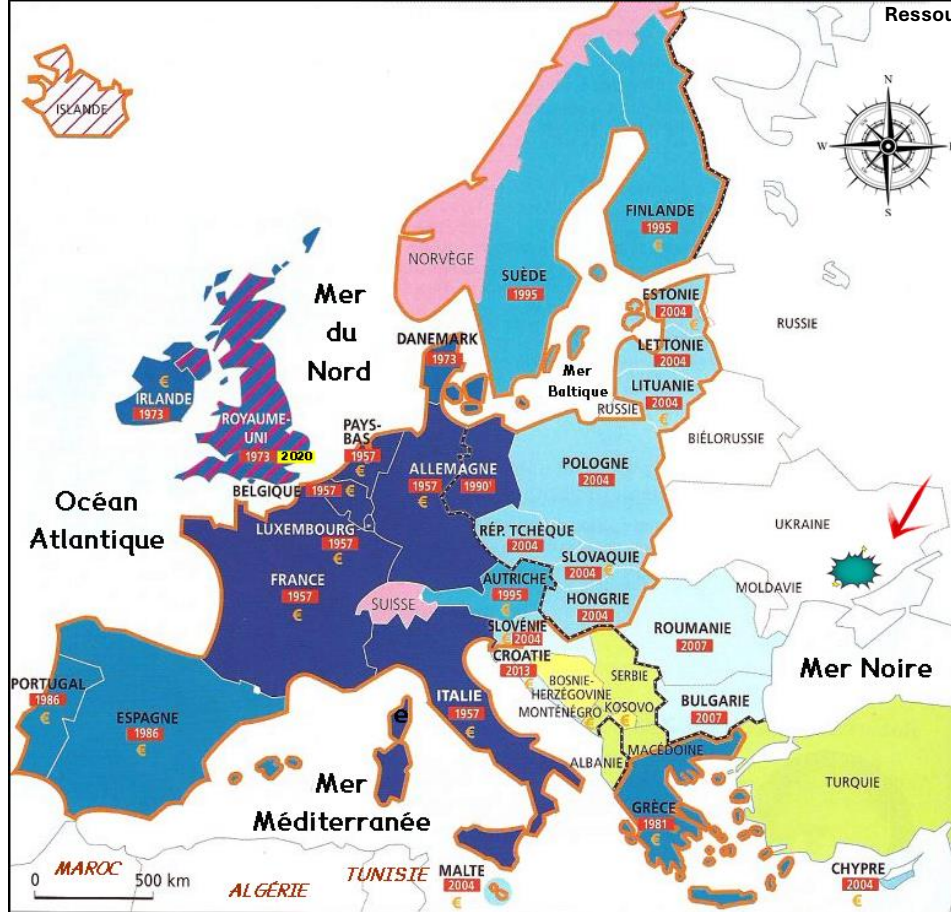 Ressou
ISLANDE
N
W
S
FINLANDE
1995
€
NORVÈGE
SUÈDE
1995
Mer
du
Nord
ESTONIE
2004
€
RUSSIE
DANEMARK
1973
LETTONIE
2004
Mer
Baltique
LITUANIE
2004
€
RUSSIE
€
IRLANDE
1973
ROYAUME-
UNI
1973 2020
PAYS-
BAS
1957
€
BIÉLORUSSIE
ALLEMAGNE
1957 1990'
€
POLOGNE
2004
BELGIQUE 1957 €
Océan
Atlantique
LUXEMBOURG
1957
€
RÉP. TCHÈQUE
2004
UKRAINE
SLOVAQUIE
2004 €
FRANCE
1957
€
AUTRICHE
1995
€
SUISSE
HONGRIE
2004
MOLDAVIE
SLOVÉNIE
€ 2004
ROUMANIE
2007
CROATIE
2013
€
SERBIE
BOSNIE-
HERZÉGOVINE
Mer Noire
PORTUGAL
1986
€
ESPAGNE
1986
€
e
ITALIE
1957
€
MONTÉNÉGRO
€
KOSOVO
€
BULGARIE
2007
MACÉDOINE
ALBANIE
TURQUIE
Mer
Méditerranée
GRÈCE
1981
€
MAROC
0 500 km
ALGÉRIE
TUNISIE
MALTE
2004
€
CHYPRE
2004
€